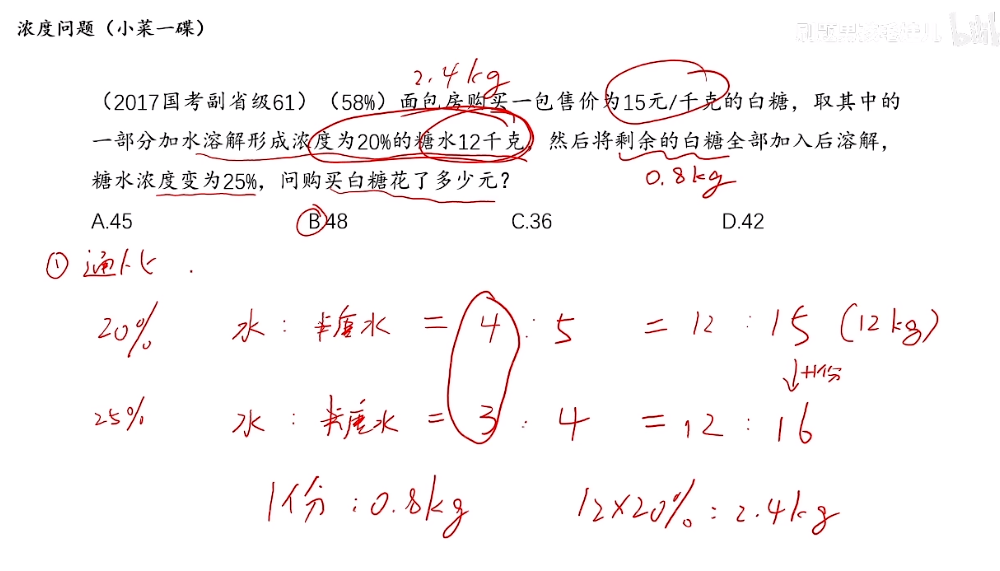 浓度问题（小菜一碟）
2.4kg
（2017国考副省级61）（58%）面包房购买一包售价为15元/千克的白糖，取其中的
一部分加水溶解形成浓度为20%的糖水12千克，然后将剩余的白糖全部加入后溶解，
糖水浓度变为25%，问购买白糖花了多少元？
0.8kg
A.45 B.48 C.36 D.42
① 通比
20% 水：糖水 = 4 : 5 = 12 : 15 (12kg)
↓+1份
25% 水：糖水 = 3 : 4 = 12 : 16
1份：0.8kg 12×20%：2.4kg